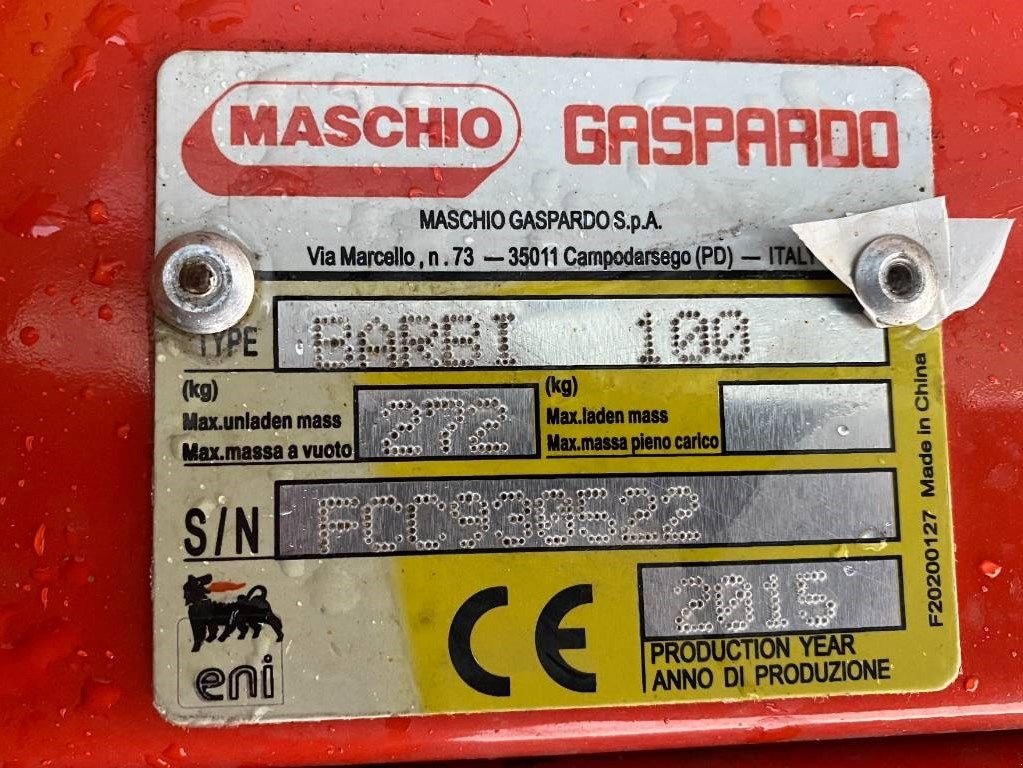 MASCHIO GASPARDO
MASCHIO GASPARDO S.p.A.
Via Marcello , n . 73 — 35011 Campodarsego (PD) — ITALY
TYPE BARBI 100
(kg)
Max.unladen mass
Max.massa a vuoto
272
(kg)
Max.laden mass
Max.massa pieno carico
S/N FCC930522
eni
CE
2015
PRODUCTION YEAR
ANNO DI PRODUZIONE
F20200127 Made in China